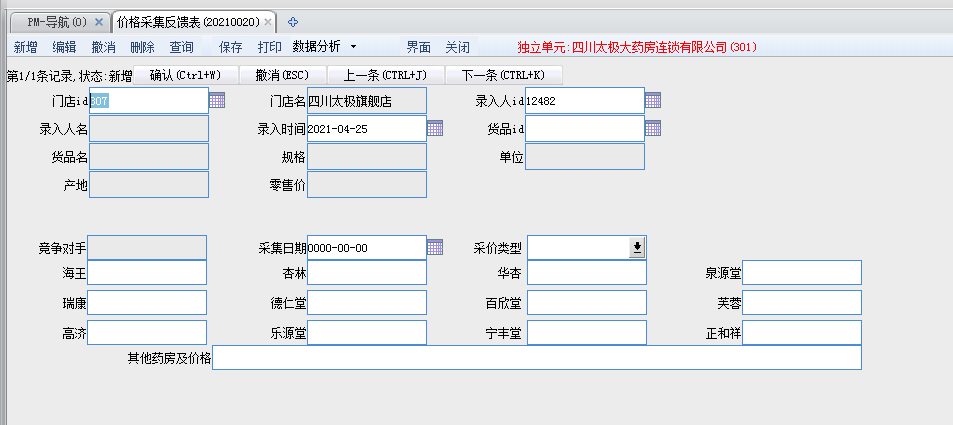 PM-导航(0) 价格采集反馈表(20210020)
新增 编辑 撤消 删除 查询 保存 打印 数据分析 界面 关闭 独立单元:四川太极大药房连锁有限公司(301)
第1/1条记录,状态:新增 确认(Ctrl+W) 撤消(ESC) 上一条(CTRL+J) 下一条(CTRL+K)
门店id 307 门店名 四川太极旗舰店 录入人id 12482
录入人名 录入时间 2021-04-25 货品id
货品名 规格 单位
产地 零售价
竞争对手 采集日期 0000-00-00 采价类型
海王 杏林 华杏 泉源堂
瑞康 德仁堂 百欣堂 芙蓉
高济 乐源堂 宁丰堂 正和祥
其他药房及价格